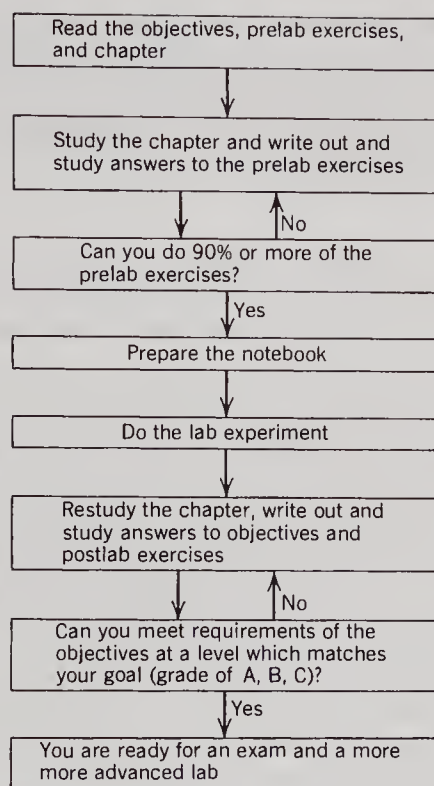 Read the objectives, prelab exercises,
and chapter
Study the chapter and write out and
study answers to the prelab exercises
No
Can you do 90% or more of the
prelab exercises?
Yes
Prepare the notebook
Do the lab experiment
Restudy the chapter, write out and
study answers to objectives and
postlab exercises
No
Can you meet requirements of the
objectives at a level which matches
your goal (grade of A, B, C)?
Yes
You are ready for an exam and a more
more advanced lab